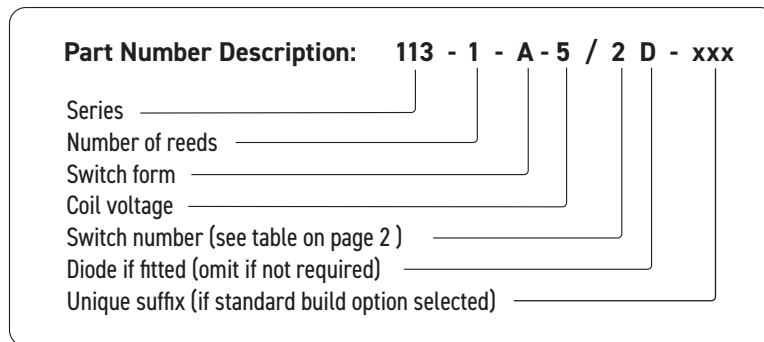 Part Number Description: 113 - 1 - A - 5 / 2 D - xxx
Series
Number of reeds
Switch form
Coil voltage
Switch number (see table on page 2 )
Diode if fitted (omit if not required)
Unique suffix (if standard build option selected)